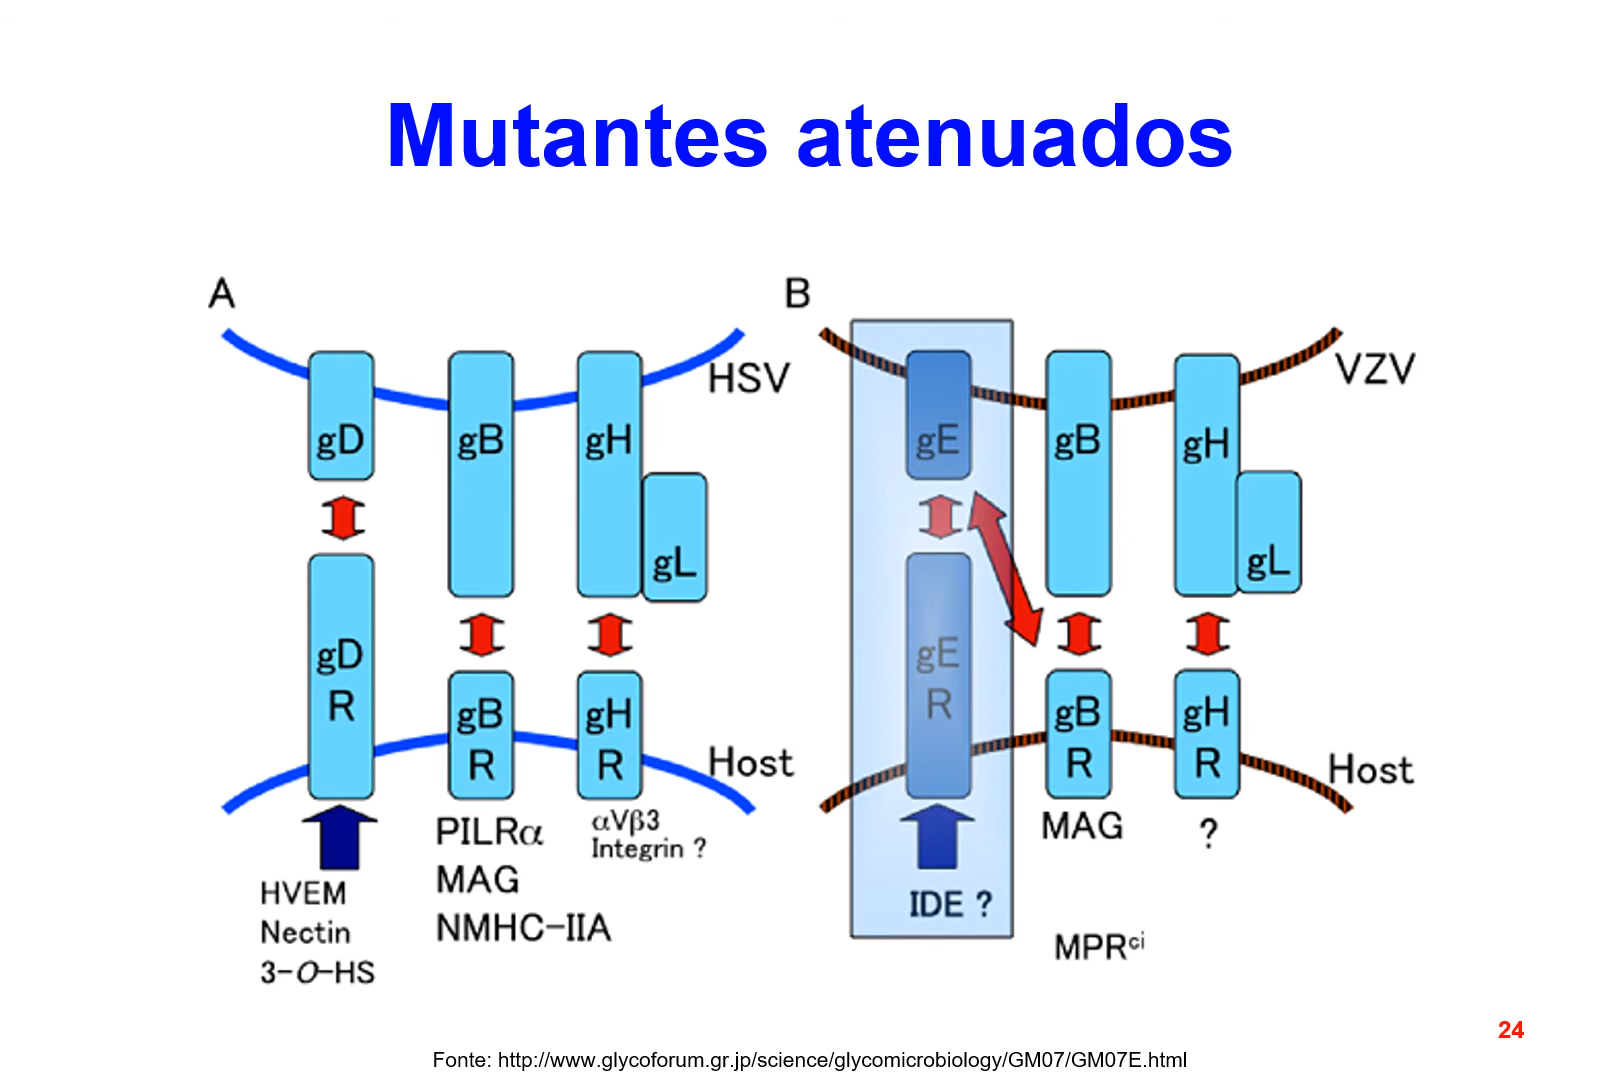 Mutantes atenuados
A
B
HSV
VZV
gD
gB
gH
gL
gE
gB
gH
gL
gD
R
gB
R
gH
R
Host
gE
R
gB
R
gH
R
Host
HVEM
Nectin
3-O-HS
PILRα
MAG
NMHC-IIA
αVβ3
Integrin ?
IDE ?
MAG
?
MPRci
24
Fonte: http://www.glycoforum.gr.jp/science/glycomicrobiology/GM07/GM07E.html